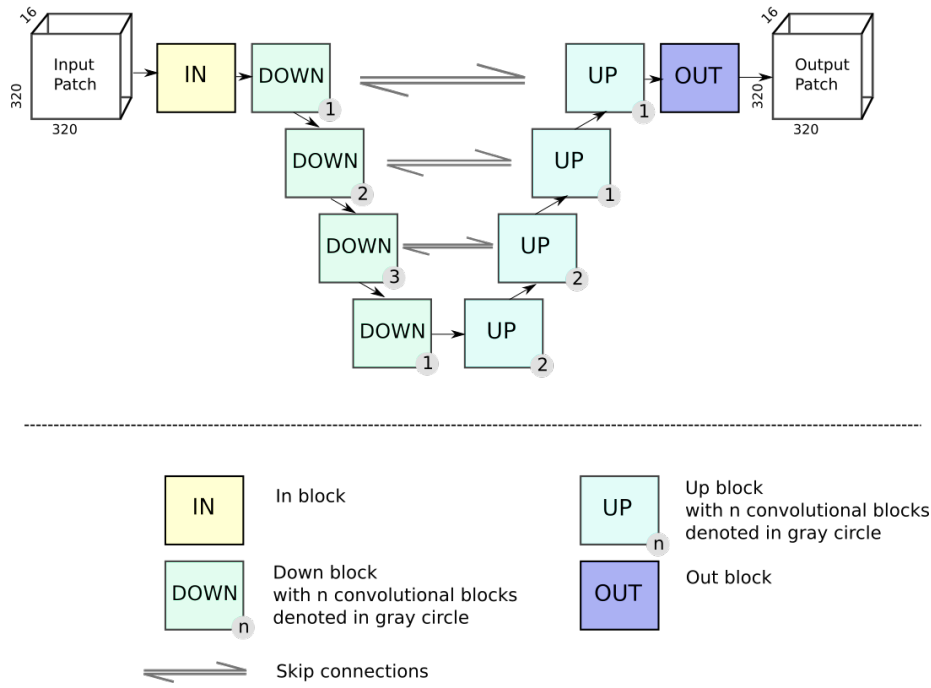 16
Input
Patch
320
320
IN
DOWN
1
UP
1
OUT
16
Output
Patch
320
320
DOWN
2
UP
1
DOWN
3
UP
2
DOWN
1
UP
2
IN
In block
UP
n
Up block
with n convolutional blocks
denoted in gray circle
DOWN
n
Down block
with n convolutional blocks
denoted in gray circle
OUT
Out block
Skip connections